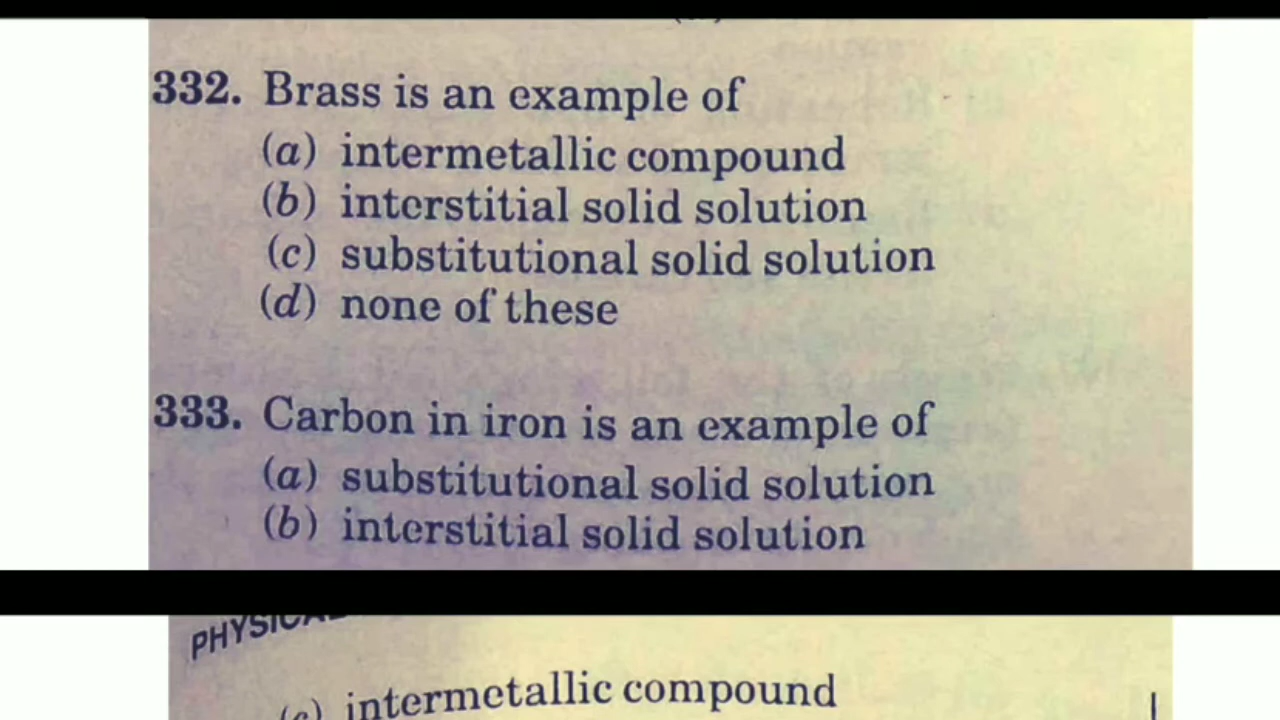 332. Brass is an example of
(a) intermetallic compound
(b) interstitial solid solution
(c) substitutional solid solution
(d) none of these
333. Carbon in iron is an example of
(a) substitutional solid solution
(b) interstitial solid solution
(c) intermetallic compound